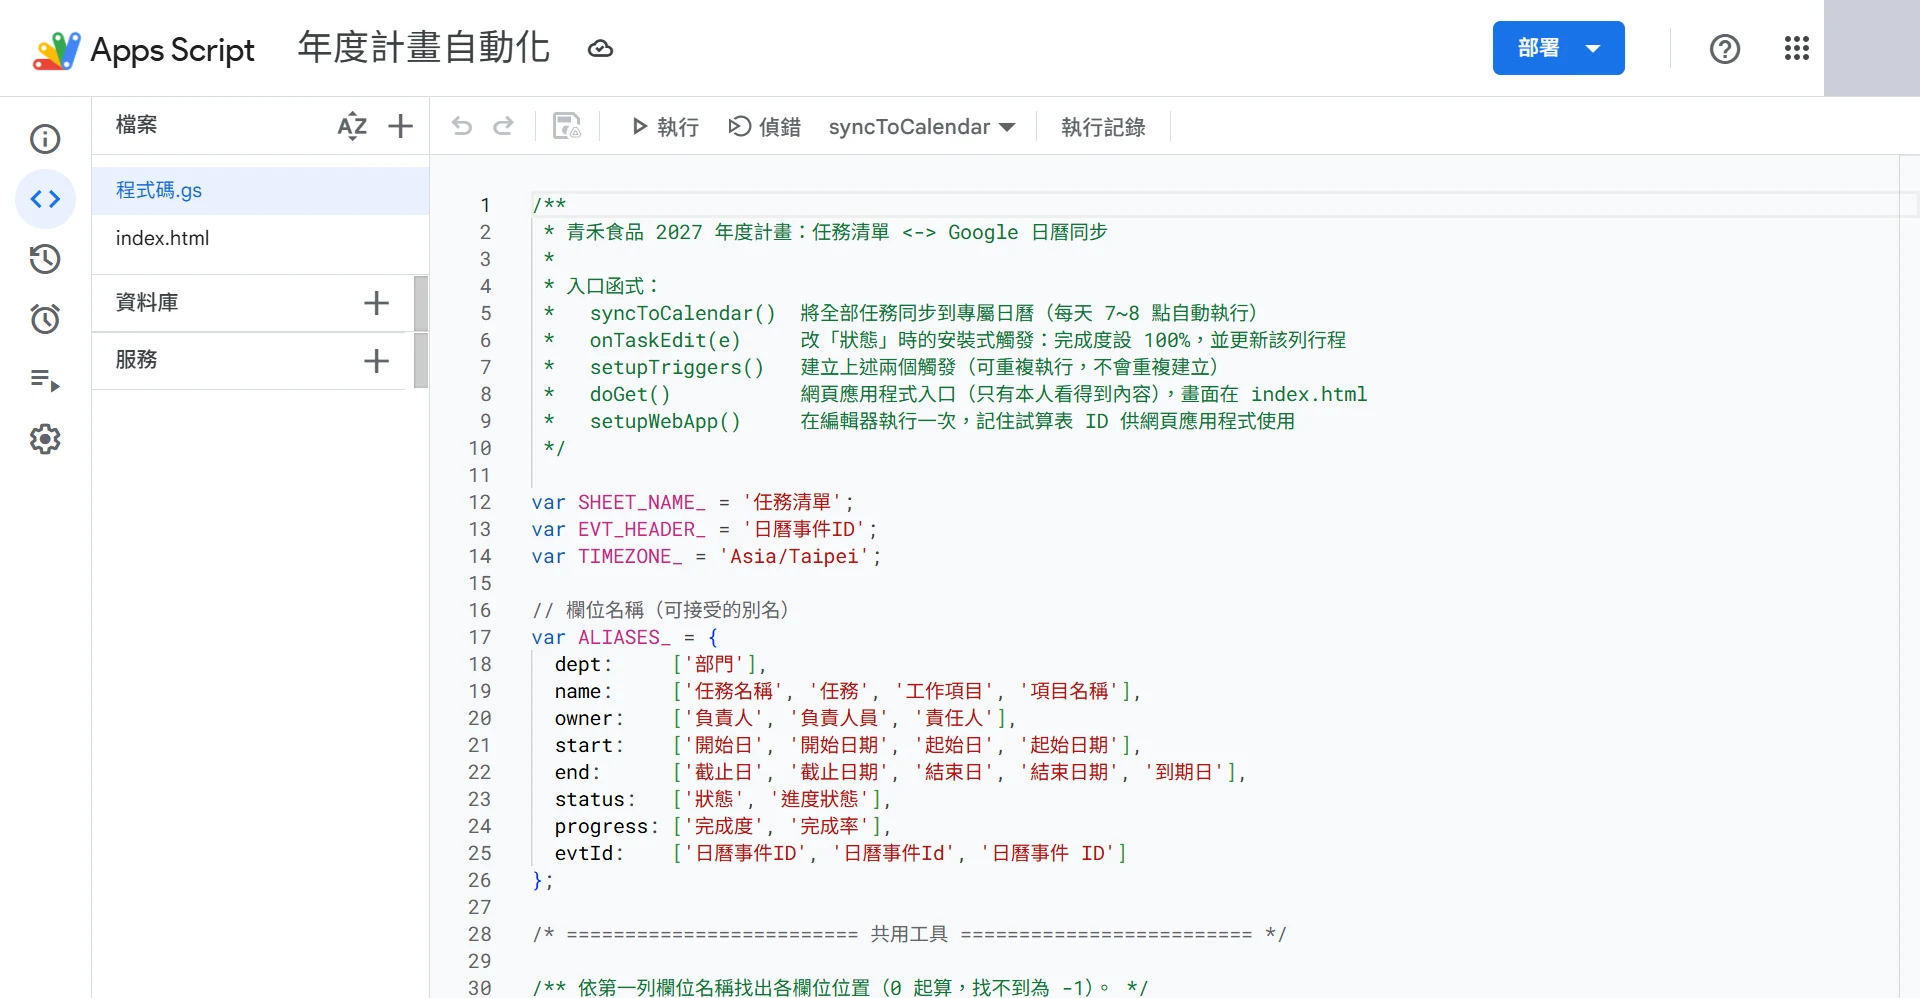 Apps Script 年度計畫自動化 部署
檔案
程式碼.gs
index.html
資料庫
服務
執行 偵錯 syncToCalendar 執行記錄
1 /**
2 * 青禾食品 2027 年度計畫：任務清單 <-> Google 日曆同步
3 *
4 * 入口函式：
5 * syncToCalendar() 將全部任務同步到專屬日曆（每天 7~8 點自動執行）
6 * onTaskEdit(e) 改「狀態」時的安裝式觸發：完成度設 100%，並更新該列行程
7 * setupTriggers() 建立上述兩個觸發（可重複執行，不會重複建立）
8 * doGet() 網頁應用程式入口（只有本人看得到內容），畫面在 index.html
9 * setupWebApp() 在編輯器執行一次，記住試算表 ID 供網頁應用程式使用
10 */
11
12 var SHEET_NAME_ = '任務清單';
13 var EVT_HEADER_ = '日曆事件ID';
14 var TIMEZONE_ = 'Asia/Taipei';
15
16 // 欄位名稱（可接受的別名）
17 var ALIASES_ = {
18 dept: ['部門'],
19 name: ['任務名稱', '任務', '工作項目', '項目名稱'],
20 owner: ['負責人', '負責人員', '責任人'],
21 start: ['開始日', '開始日期', '起始日', '起始日期'],
22 end: ['截止日', '截止日期', '結束日', '結束日期', '到期日'],
23 status: ['狀態', '進度狀態'],
24 progress: ['完成度', '完成率'],
25 evtId: ['日曆事件ID', '日曆事件Id', '日曆事件 ID']
26 };
27
28 /* ========================= 共用工具 ========================= */
29
30 /** 依第一列欄位名稱找出各欄位位置（0 起算，找不到為 -1）。 */